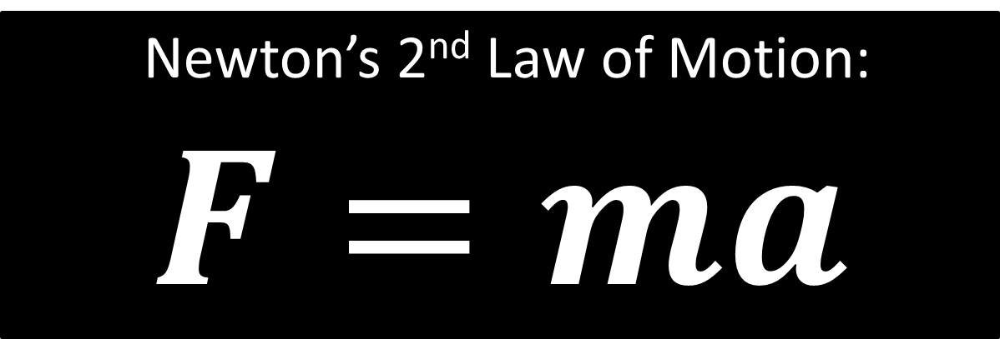 Newton’s 2nd Law of Motion:
F = ma